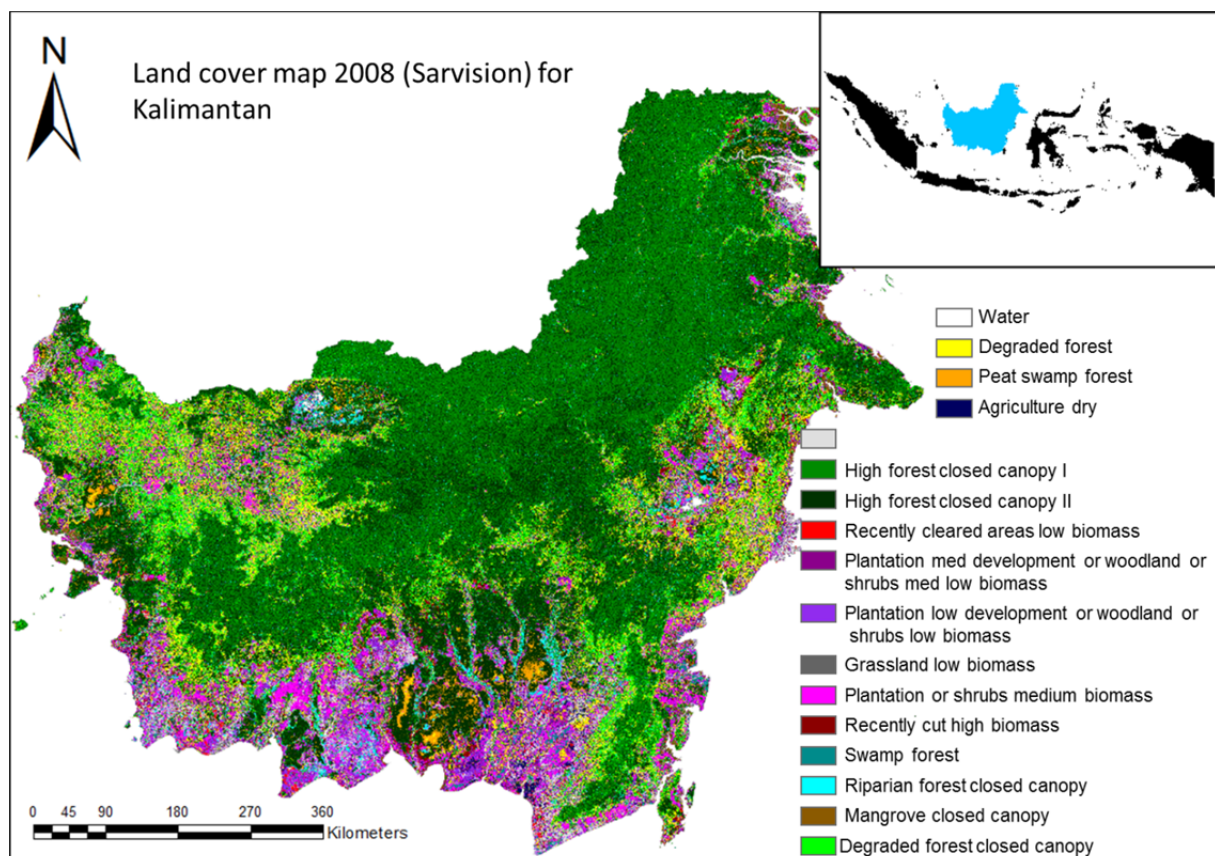 N
Land cover map 2008 (Sarvision) for
Kalimantan
Water
Degraded forest
Peat swamp forest
Agriculture dry
High forest closed canopy I
High forest closed canopy II
Recently cleared areas low biomass
Plantation med development or woodland or
shrubs med low biomass
Plantation low development or woodland or
shrubs low biomass
Grassland low biomass
Plantation or shrubs medium biomass
Recently cut high biomass
Swamp forest
Riparian forest closed canopy
Mangrove closed canopy
Degraded forest closed canopy
0 45 90 180 270 360
Kilometers